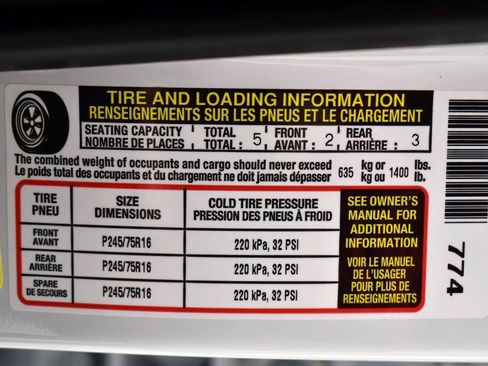 TIRE AND LOADING INFORMATION
RENSEIGNEMENTS SUR LES PNEUS ET LE CHARGEMENT
SEATING CAPACITY TOTAL FRONT REAR
NOMBRE DE PLACES TOTAL : 5 AVANT : 2 ARRIÈRE : 3
The combined weight of occupants and cargo should never exceed 635 kg or 1400 lbs.
Le poids total des occupants et du chargement ne doit jamais dépasser kg ou lb.
TIRE SIZE COLD TIRE PRESSURE
PNEU DIMENSIONS PRESSION DES PNEUS À FROID
FRONT
AVANT P245/75R16 220 kPa, 32 PSI
REAR
ARRIÈRE P245/75R16 220 kPa, 32 PSI
SPARE
DE SECOURS P245/75R16 220 kPa, 32 PSI
SEE OWNER'S
MANUAL FOR
ADDITIONAL
INFORMATION
VOIR LE MANUEL
DE L'USAGER
POUR PLUS DE
RENSEIGNEMENTS
774